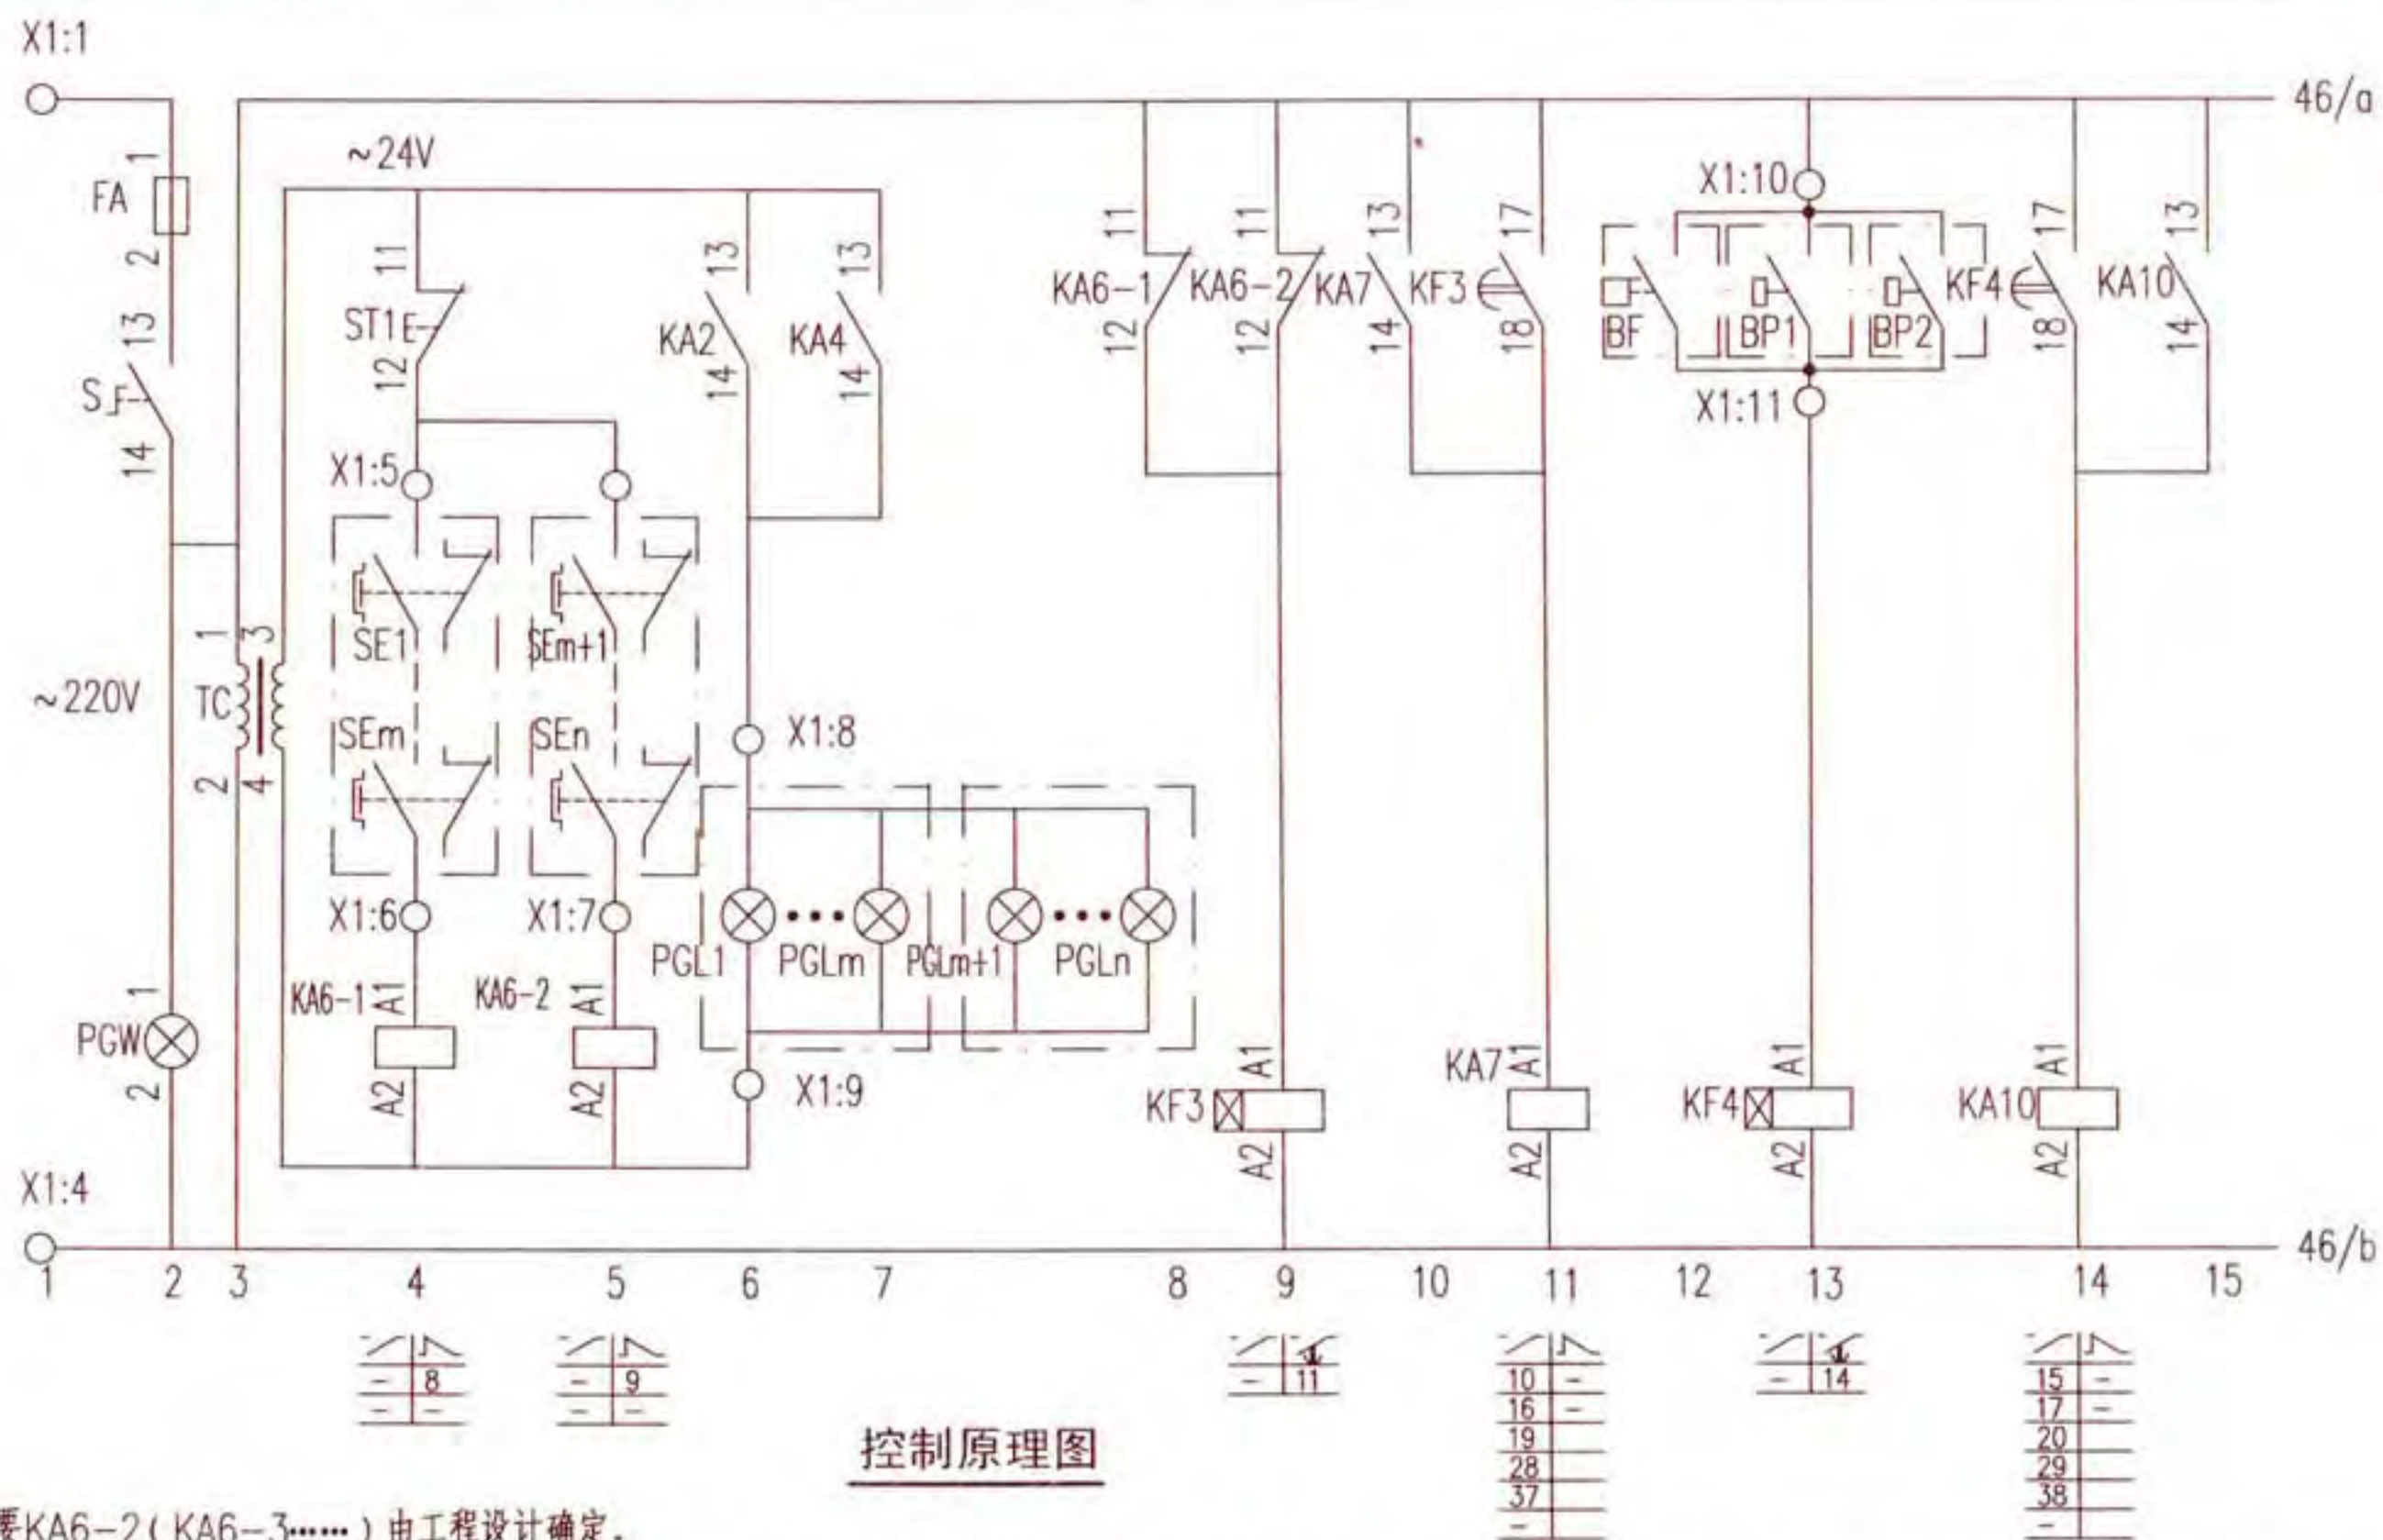 X1:1
46/a
~24V
FA 1 2
X1:10
11 ST1 12
13 KA2 14
13 KA4 14
11 KA6-1 12
11 KA6-2 12
13 KA7 14
17 KF3 18
BF
BP1
BP2
17 KF4 18
13 KA10 14
13 S 14
X1:11
X1:5
SE1
SEm+1
1 3
~220V
TC
2 4
SEm
SEn
X1:8
X1:6
X1:7
PGL1
PGLm
PGLm+1
PGLn
KA6-1 A1 A2
KA6-2 A1 A2
1 PGW 2
X1:9
KF3 A1 A2
KA7 A1 A2
KF4 A1 A2
KA10 A1 A2
X1:4
46/b
1 2 3 4 5 6 7 8 9 10 11 12 13 14 15
- 8
- -
- 9
- -
- 11
10 -
16 -
19
28
37
-
- 14
15 -
17 -
20
29
38
-
控制原理图
要KA6-2(KA6-3……)由工程设计确定。